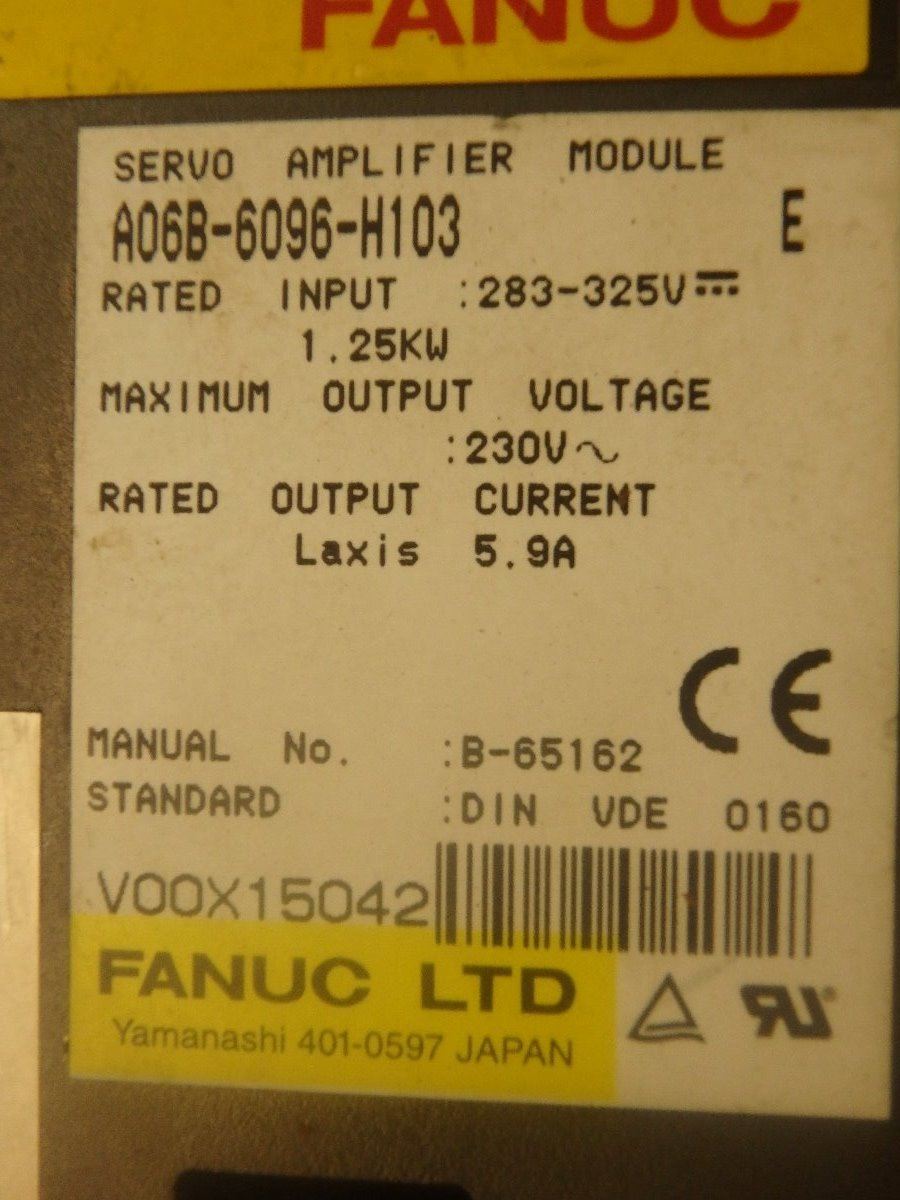 FANUC
SERVO AMPLIFIER MODULE
A06B-6096-H103 E
RATED INPUT :283-325V⎓
1.25KW
MAXIMUM OUTPUT VOLTAGE
:230V～
RATED OUTPUT CURRENT
Laxis 5.9A
CE
MANUAL No. :B-65162
STANDARD :DIN VDE 0160
V00X15042
FANUC LTD
Yamanashi 401-0597 JAPAN
RU